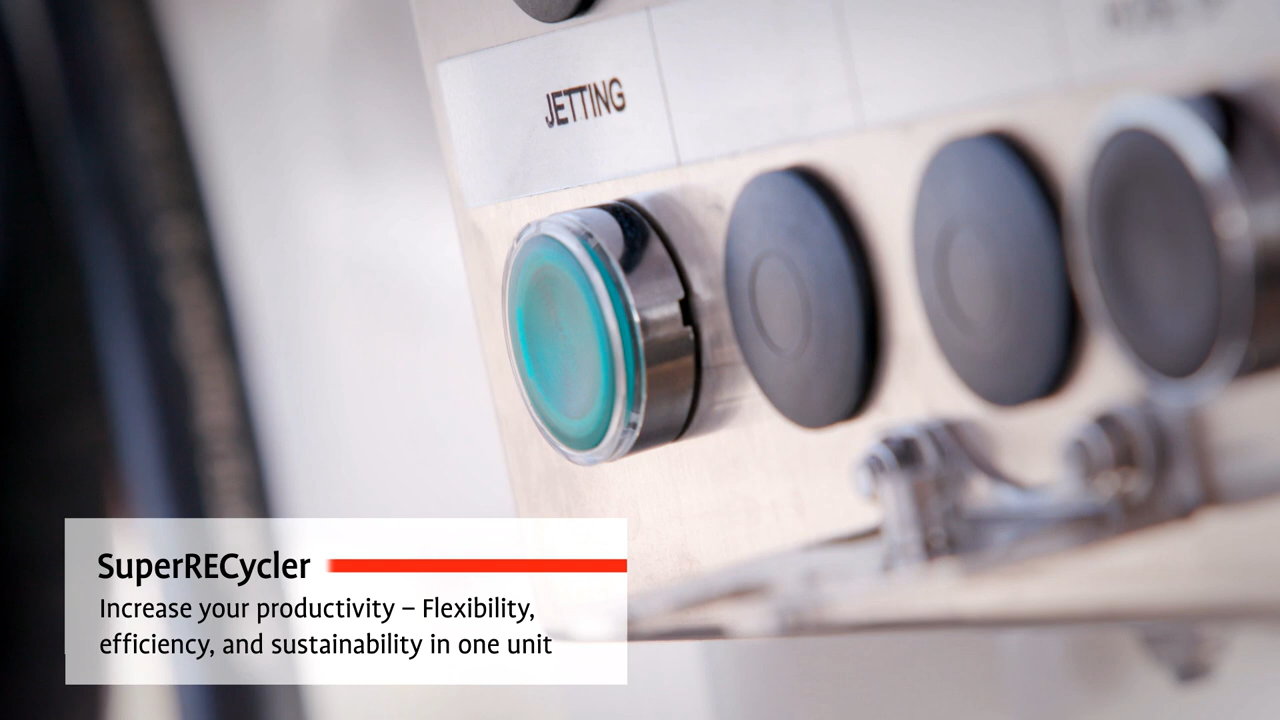 JETTING
SuperRECycler
Increase your productivity – Flexibility,
efficiency, and sustainability in one unit